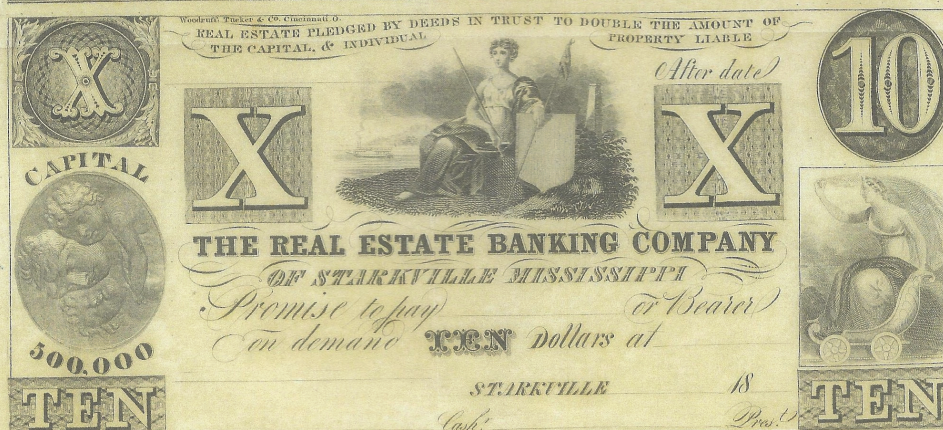 Woodruff, Tucker & Co. Cincinnati O.
REAL ESTATE PLEDGED BY DEEDS IN TRUST TO DOUBLE THE AMOUNT OF
THE CAPITAL, & INDIVIDUAL PROPERTY LIABLE
After date
X
10
X
X
CAPITAL
500,000
THE REAL ESTATE BANKING COMPANY
OF STARKVILLE MISSISSIPPI
Promise to pay or Bearer
on demand TEN Dollars at
STARKVILLE 18
Cash. Pres.
TEN
TEN